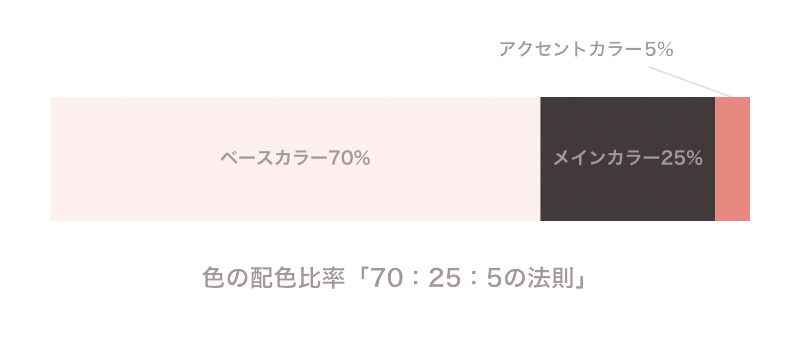 アクセントカラー5%
ベースカラー70%
メインカラー25%
色の配色比率「70：25：5の法則」